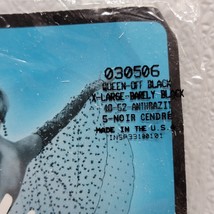 030506
QUEEN-OFF BLACK
X-LARGE-BARELY BLACK
40 52 ANTHRAZIT
5-NOIR CENDRE
MADE IN THE U.S.